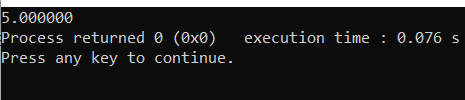 5.000000
Process returned 0 (0x0)   execution time : 0.076 s
Press any key to continue.